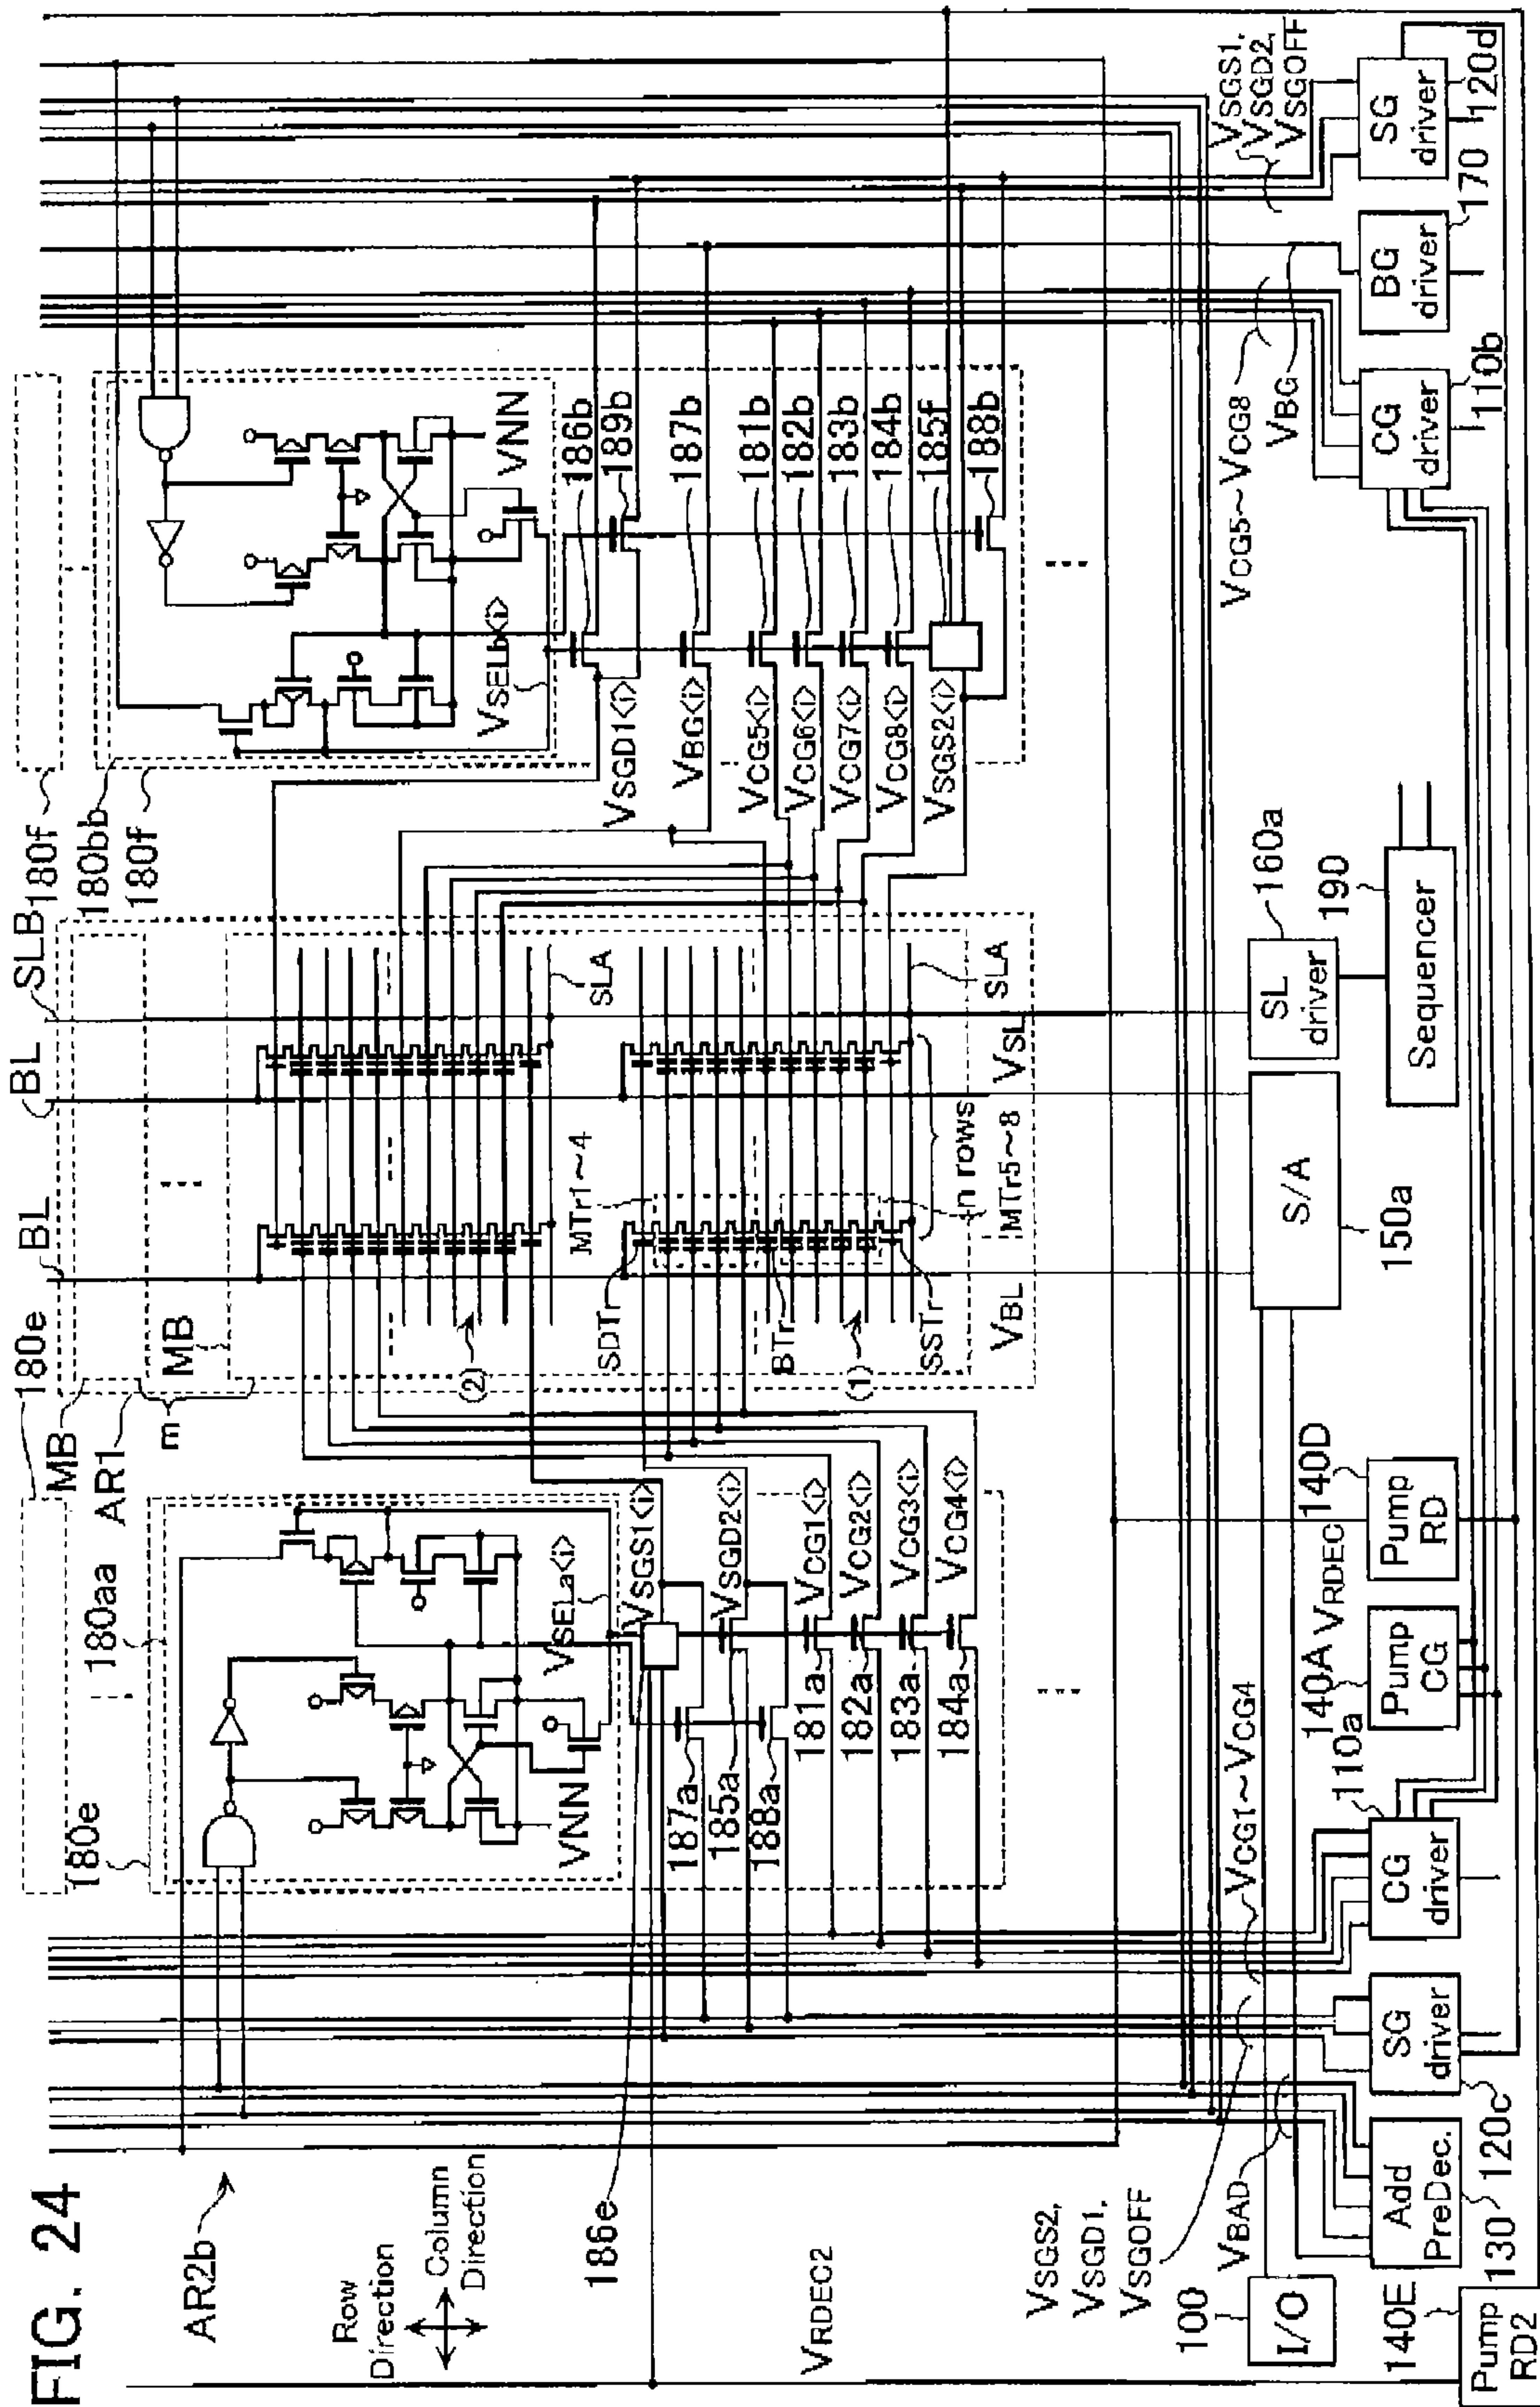 FIG. 24
AR2b
Row
Direction
Column
Direction
186e
VRDEC2
VSGS2,
VSGD1,
VSGOFF
VBAD
100
I/O
140E
Pump
RD2
130
Add
PreDec.
120c
SG
driver
VCG1~VCG4
110a
CG
driver
140A
Pump
CG
VRDEC
140D
Pump
RD
180e
180e
180aa
VNN
VSELa<i>
VSGS1<i>
VSGD2<i>
VCG1<i>
VCG2<i>
VCG3<i>
VCG4<i>
187a
185a
188a
181a
182a
183a
184a
MB
AR1
m
MB
BL
BL
SLB
(2)
(1)
SDTr
MTr1~4
BTr
SSTr
MTr5~8
n rows
SLA
SLA
VBL
VSL
150a
S/A
SL
driver
160a
190
Sequencer
180f
180bb
180f
VNN
VSELb<i>
VSGD1<i>
VBG<i>
VCG5<i>
VCG6<i>
VCG7<i>
VCG8<i>
VSGS2<i>
186b
189b
187b
181b
182b
183b
184b
185f
188b
VCG5~VCG8
VBG
VSGS1,
VSGD2,
VSGOFF
CG
driver
110b
BG
driver
170
SG
driver
120d